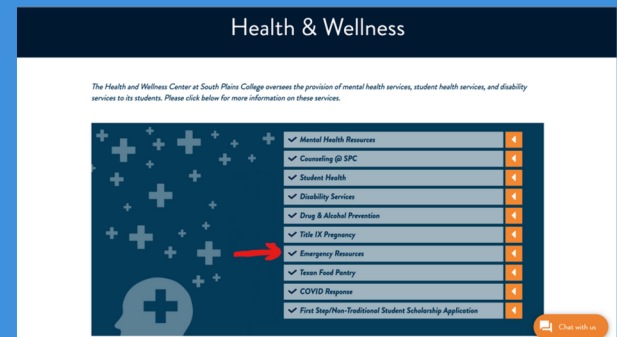 Health & Wellness
The Health and Wellness Center at South Plains College oversees the provision of mental health services, student health services, and disability
services to its students. Please click below for more information on these services.
Mental Health Resources
Counseling @ SPC
Student Health
Disability Services
Drug & Alcohol Prevention
Title IX Pregnancy
Emergency Resources
Texan Food Pantry
COVID Response
First Step/Non-Traditional Student Scholarship Application
Chat with us